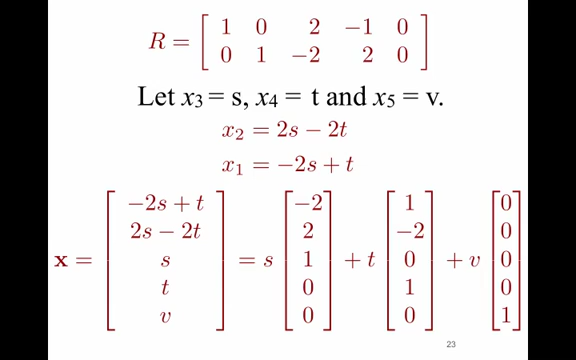 R = [ 1 0 2 −1 0
0 1 −2 2 0 ]
Let x3 = s, x4 = t and x5 = v.
x2 = 2s − 2t
x1 = −2s + t
x = [ −2s + t
2s − 2t
s
t
v ] = s [ −2
2
1
0
0 ] + t [ 1
−2
0
1
0 ] + v [ 0
0
0
0
1 ]
23